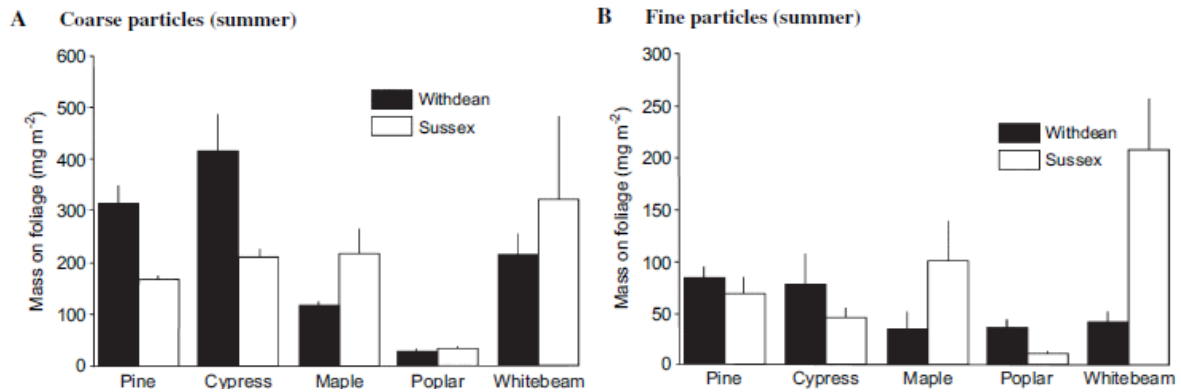 A Coarse particles (summer)
600
500
400
300
200
100
0
Mass on foliage (mg m-2)
Withdean
Sussex
Pine Cypress Maple Poplar Whitebeam
B Fine particles (summer)
300
250
200
150
100
50
0
Mass on foliage (mg m-2)
Withdean
Sussex
Pine Cypress Maple Poplar Whitebeam